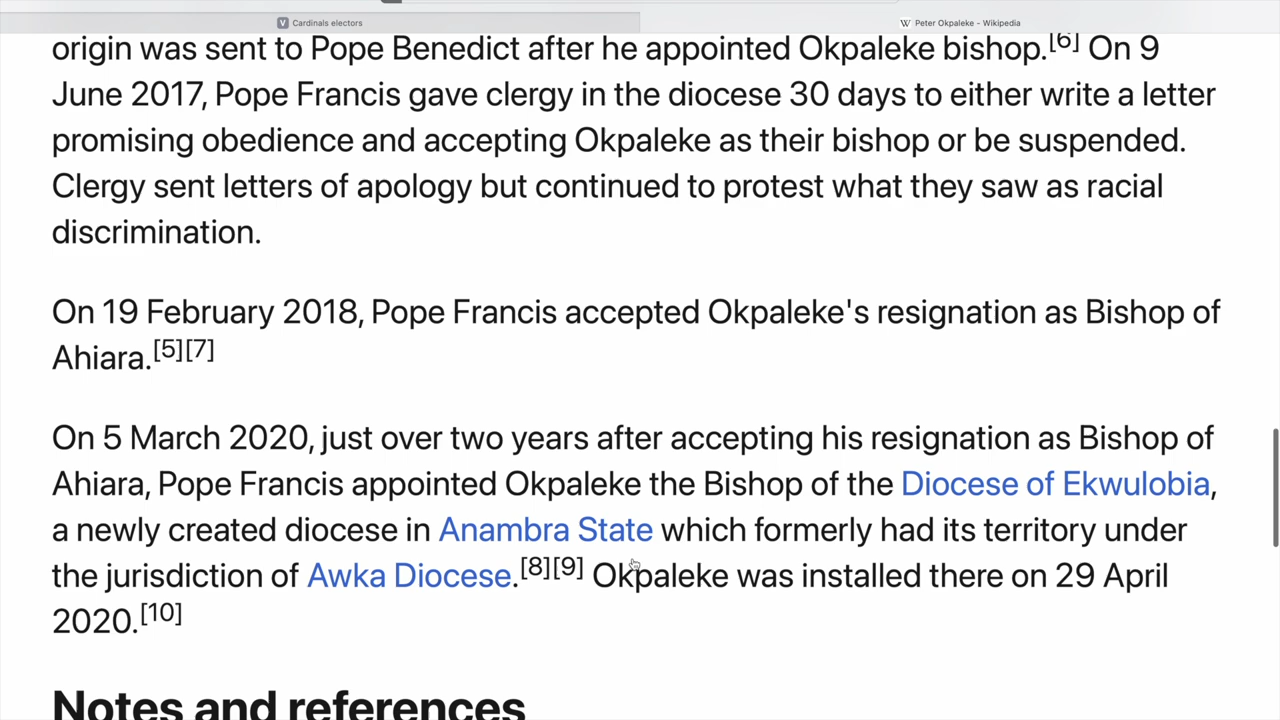 V Cardinals electors
W Peter Okpaleke – Wikipedia
origin was sent to Pope Benedict after he appointed Okpaleke bishop.[6] On 9
June 2017, Pope Francis gave clergy in the diocese 30 days to either write a letter
promising obedience and accepting Okpaleke as their bishop or be suspended.
Clergy sent letters of apology but continued to protest what they saw as racial
discrimination.
On 19 February 2018, Pope Francis accepted Okpaleke's resignation as Bishop of
Ahiara.[5][7]
On 5 March 2020, just over two years after accepting his resignation as Bishop of
Ahiara, Pope Francis appointed Okpaleke the Bishop of the Diocese of Ekwulobia,
a newly created diocese in Anambra State which formerly had its territory under
the jurisdiction of Awka Diocese.[8][9] Okpaleke was installed there on 29 April
2020.[10]
Notes and references